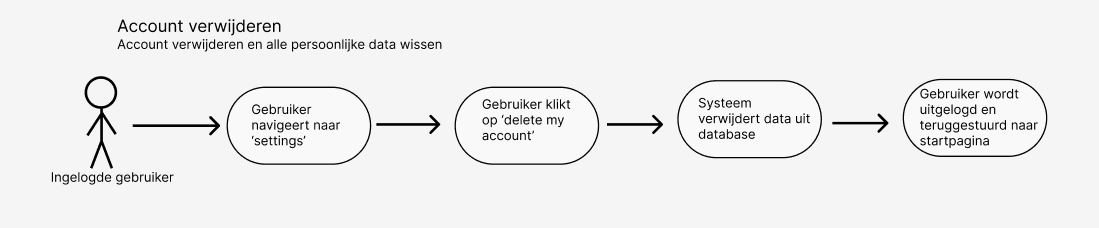 Account verwijderen
Account verwijderen en alle persoonlijke data wissen
Ingelogde gebruiker
Gebruiker
navigeert naar
‘settings’
Gebruiker klikt
op ‘delete my
account’
Systeem
verwijdert data uit
database
Gebruiker wordt
uitgelogd en
teruggestuurd naar
startpagina